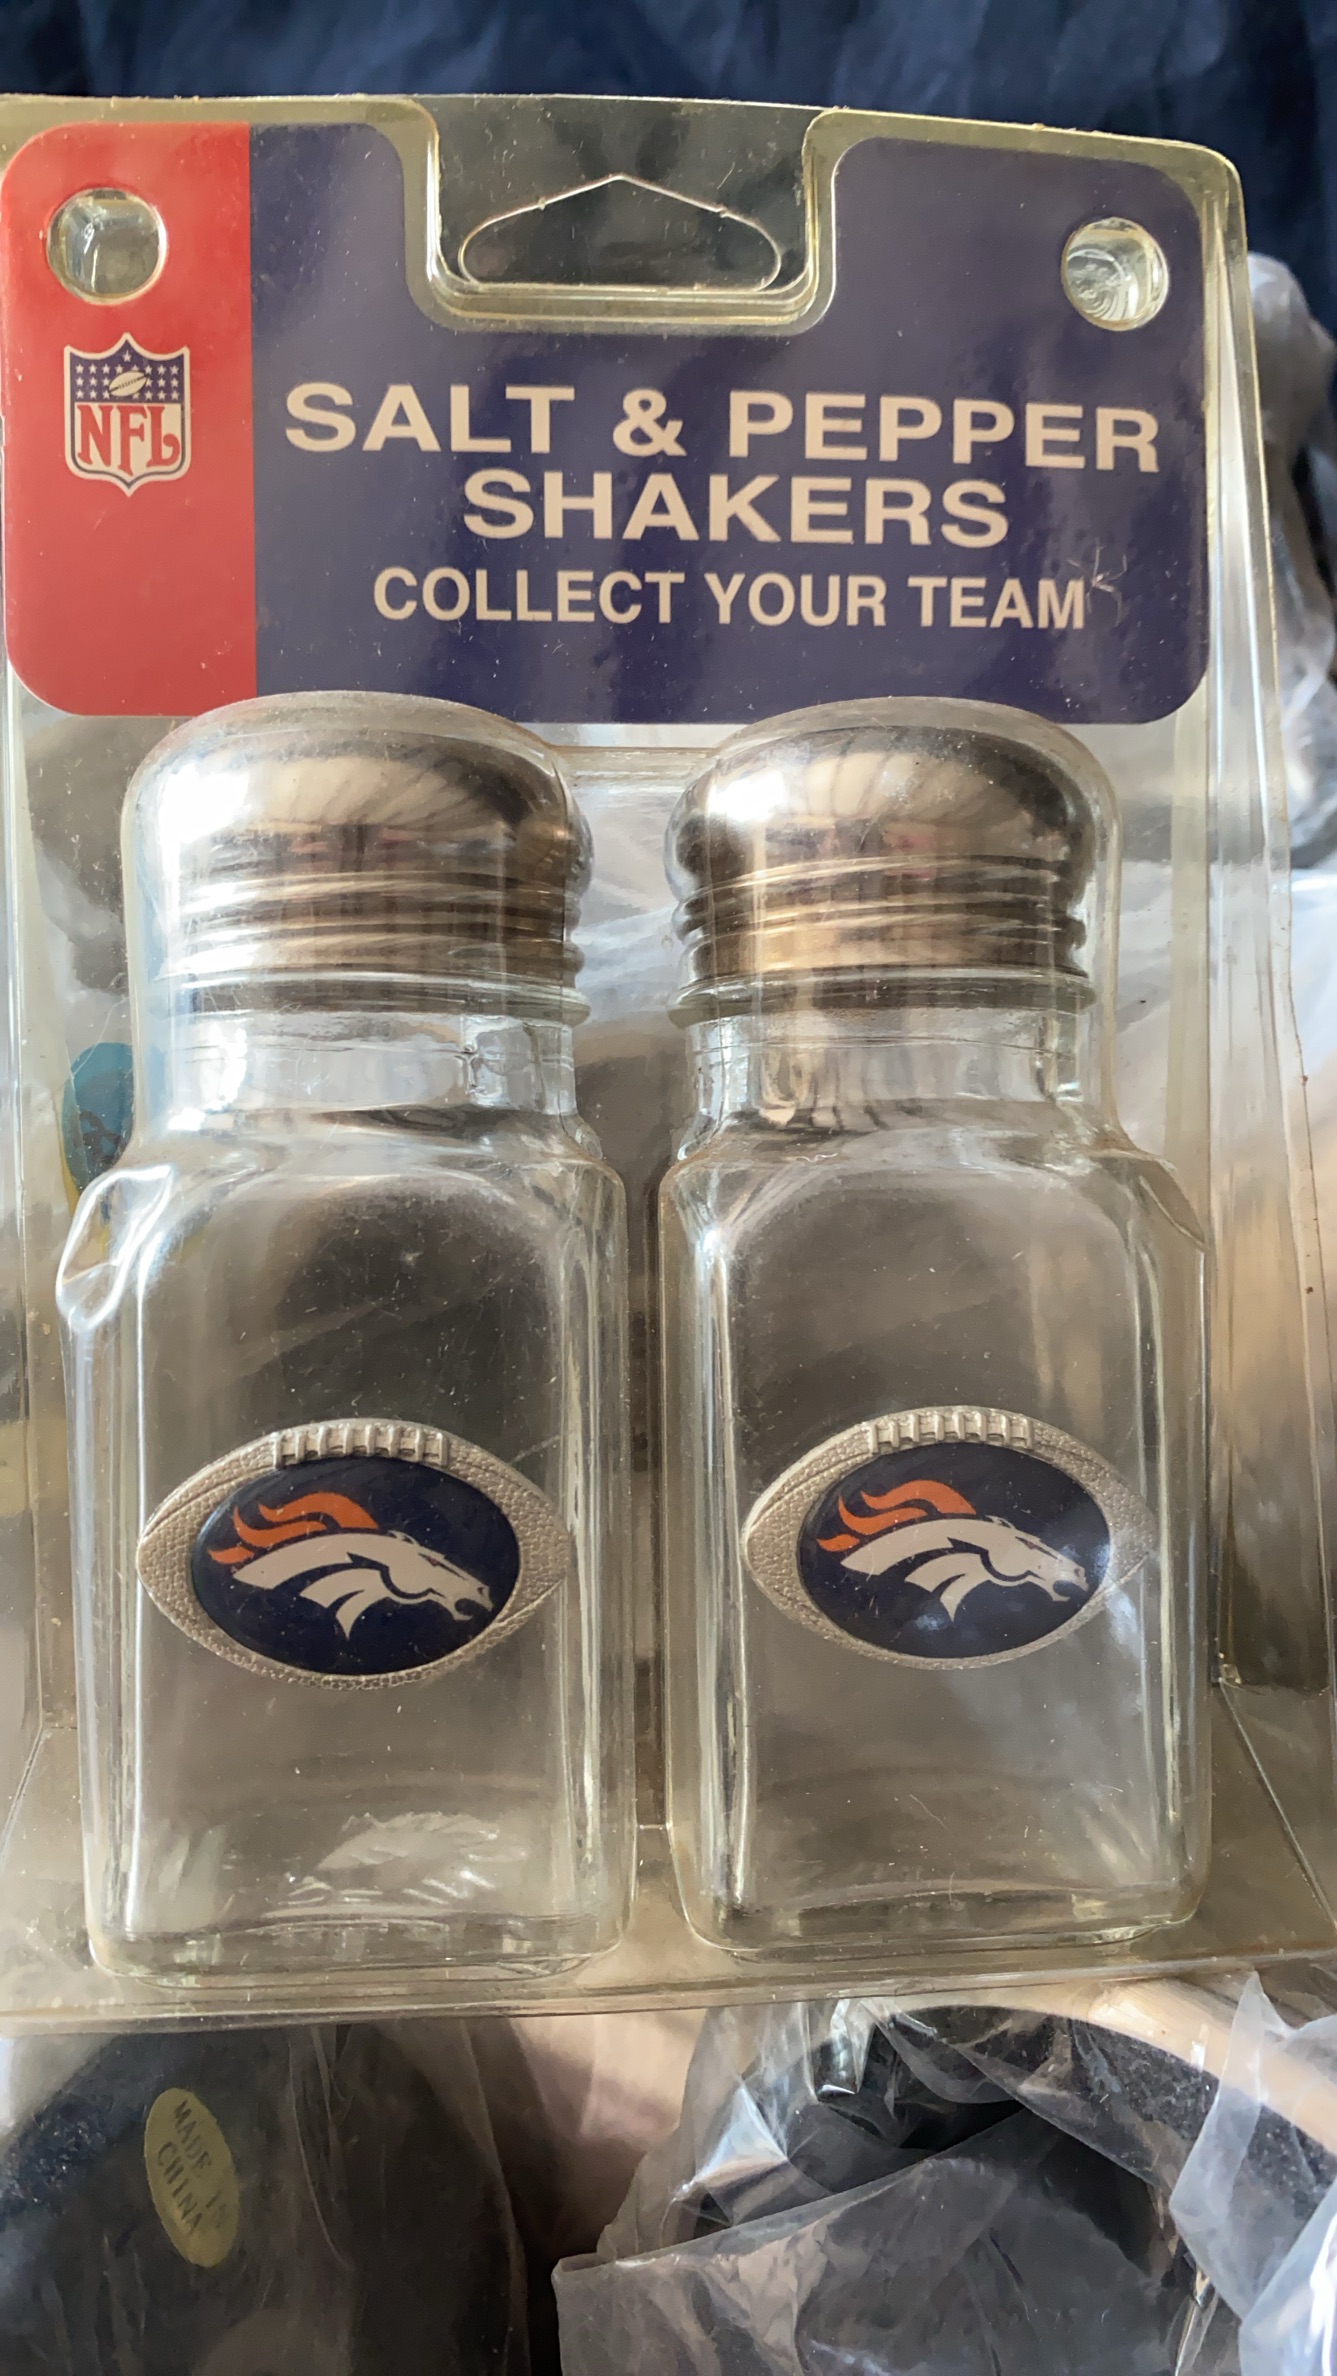 NFL
SALT & PEPPER
SHAKERS
COLLECT YOUR TEAM
MADE IN
CHINA